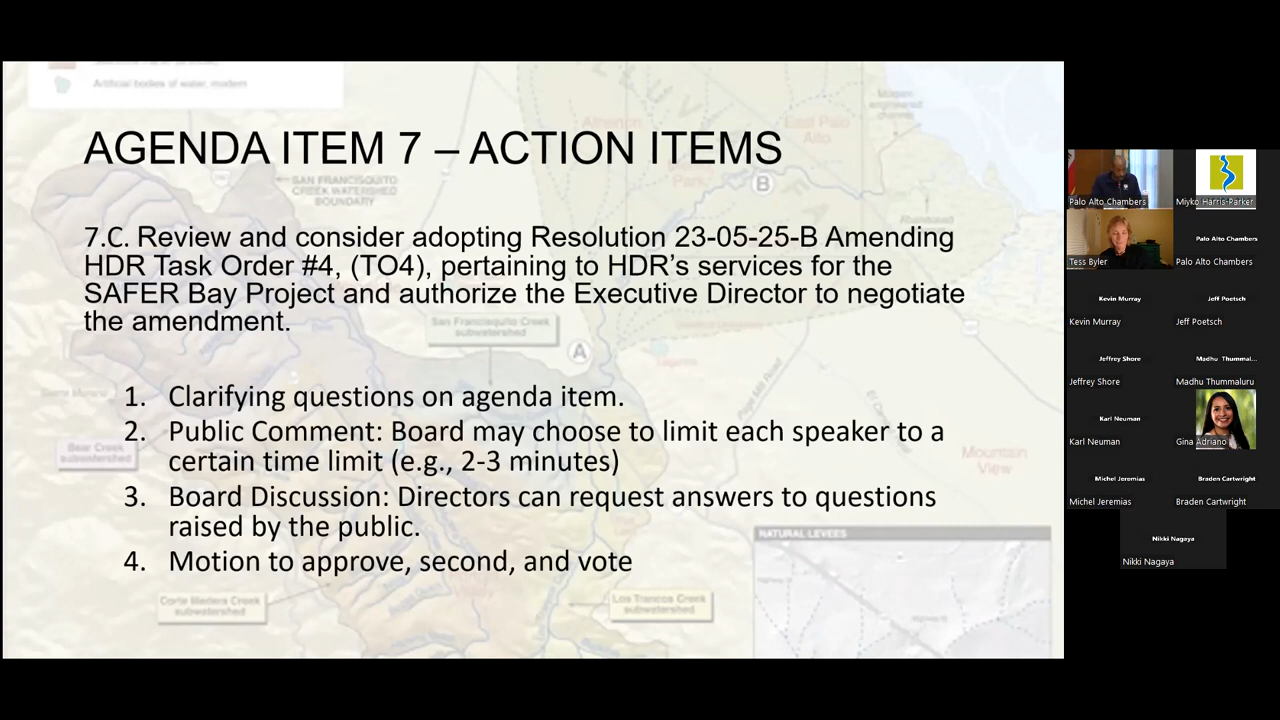 Artificial bodies of water, modern
AGENDA ITEM 7 – ACTION ITEMS
SAN FRANCISQUITO
CREEK WATERSHED
BOUNDARY
East Palo
Alto
B
7.C. Review and consider adopting Resolution 23-05-25-B Amending
HDR Task Order #4, (TO4), pertaining to HDR's services for the
SAFER Bay Project and authorize the Executive Director to negotiate
the amendment.
San Francisquito Creek
subwatershed
A
1. Clarifying questions on agenda item.
2. Public Comment: Board may choose to limit each speaker to a
certain time limit (e.g., 2-3 minutes)
3. Board Discussion: Directors can request answers to questions
raised by the public.
4. Motion to approve, second, and vote
Bear Creek
subwatershed
Mountain
View
NATURAL LEVEES
Corte Madera Creek
subwatershed
Los Trancos Creek
subwatershed
Palo Alto Chambers
Miyko Harris-Parker
Tess Byler
Palo Alto Chambers
Palo Alto Chambers
Kevin Murray
Kevin Murray
Jeff Poetsch
Jeff Poetsch
Jeffrey Shore
Jeffrey Shore
Madhu Thummal...
Madhu Thummaluru
Karl Neuman
Karl Neuman
Gina Adriano
Michel Jeremias
Michel Jeremias
Braden Cartwright
Braden Cartwright
Nikki Nagaya
Nikki Nagaya